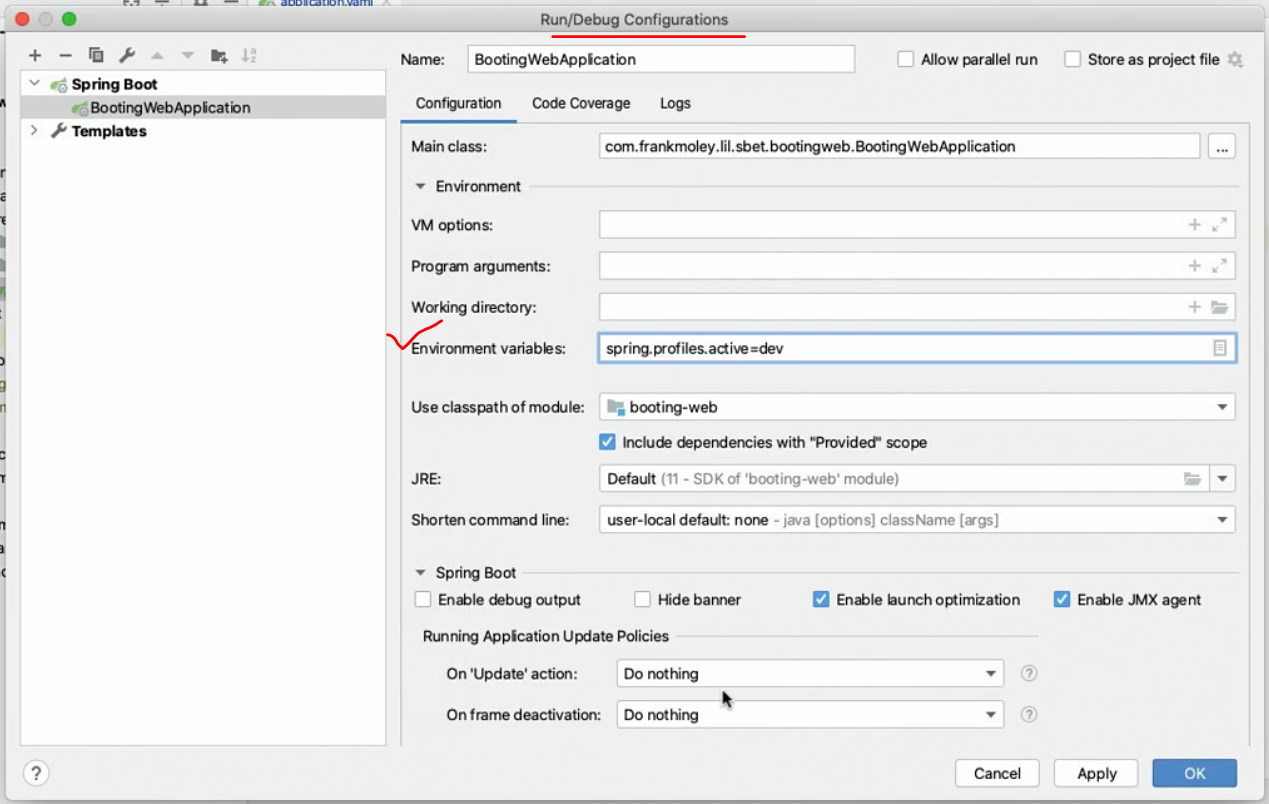 application.yaml
Run/Debug Configurations
Spring Boot
BootingWebApplication
Templates
Name: BootingWebApplication Allow parallel run Store as project file
Configuration Code Coverage Logs
Main class: com.frankmoley.lil.sbet.bootingweb.BootingWebApplication ...
Environment
VM options:
Program arguments:
Working directory:
Environment variables: spring.profiles.active=dev
Use classpath of module: booting-web
Include dependencies with "Provided" scope
JRE: Default (11 - SDK of 'booting-web' module)
Shorten command line: user-local default: none - java [options] className [args]
Spring Boot
Enable debug output Hide banner Enable launch optimization Enable JMX agent
Running Application Update Policies
On 'Update' action: Do nothing ?
On frame deactivation: Do nothing ?
? Cancel Apply OK